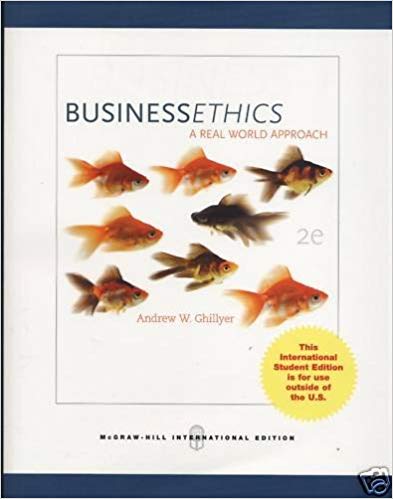 BUSINESSETHICS
A REAL WORLD APPROACH
2e
Andrew W. Ghillyer
This
International
Student Edition
is for use
outside of
the U.S.
McGRAW-HILL INTERNATIONAL EDITION